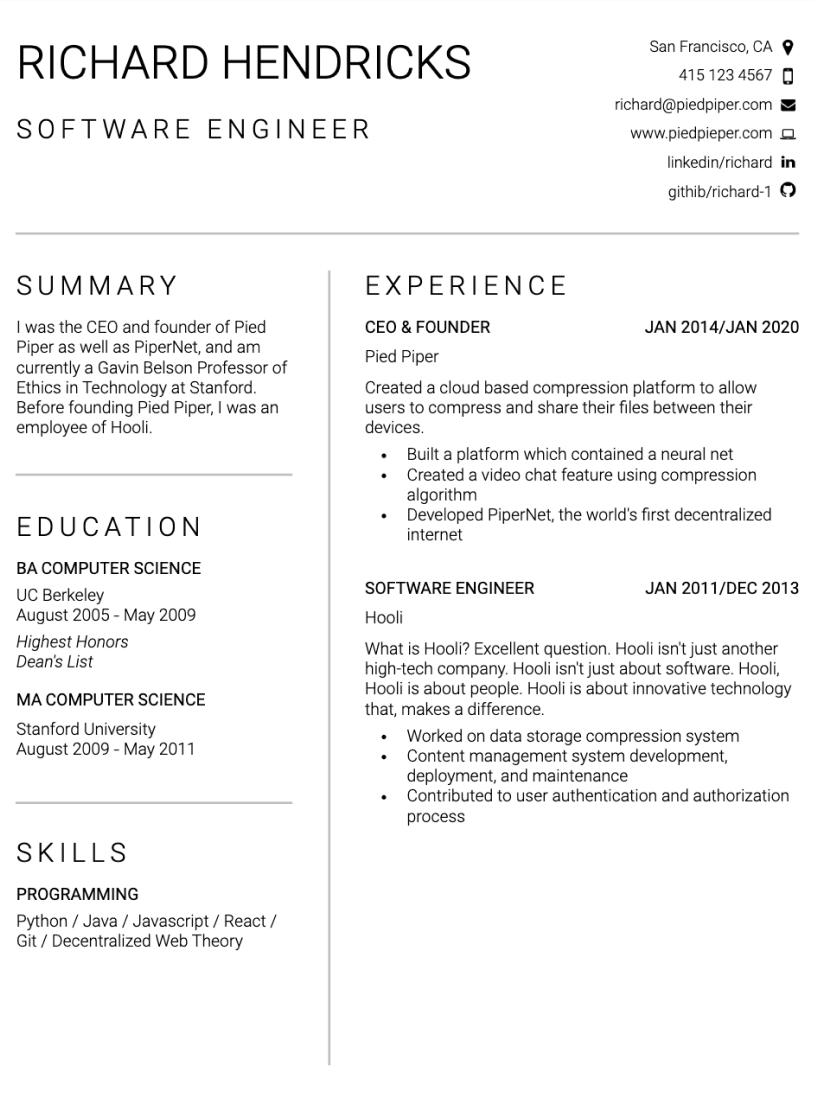 RICHARD HENDRICKS
SOFTWARE ENGINEER
San Francisco, CA
415 123 4567
richard@piedpiper.com
www.piedpieper.com
linkedin/richard
in
githib/richard-1
SUMMARY
I was the CEO and founder of Pied
Piper as well as PiperNet, and am
currently a Gavin Belson Professor of
Ethics in Technology at Stanford.
Before founding Pied Piper, I was an
employee of Hooli.
EDUCATION
BA COMPUTER SCIENCE
UC Berkeley
August 2005 - May 2009
Highest Honors
Dean's List
MA COMPUTER SCIENCE
Stanford University
August 2009 - May 2011
SKILLS
PROGRAMMING
Python / Java / Javascript / React /
Git / Decentralized Web Theory
EXPERIENCE
CEO & FOUNDER JAN 2014/JAN 2020
Pied Piper
Created a cloud based compression platform to allow
users to compress and share their files between their
devices.
• Built a platform which contained a neural net
• Created a video chat feature using compression
algorithm
• Developed PiperNet, the world's first decentralized
internet
SOFTWARE ENGINEER JAN 2011/DEC 2013
Hooli
What is Hooli? Excellent question. Hooli isn't just another
high-tech company. Hooli isn't just about software. Hooli,
Hooli is about people. Hooli is about innovative technology
that, makes a difference.
• Worked on data storage compression system
• Content management system development,
deployment, and maintenance
• Contributed to user authentication and authorization
process